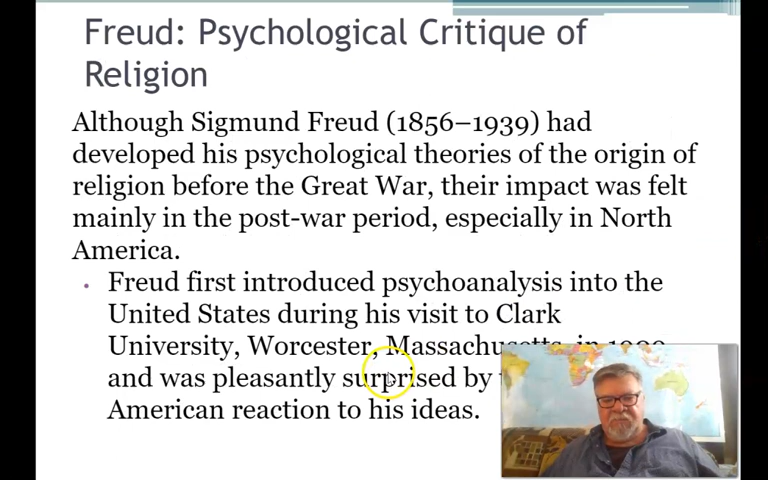 Freud: Psychological Critique of
Religion
Although Sigmund Freud (1856–1939) had
developed his psychological theories of the origin of
religion before the Great War, their impact was felt
mainly in the post-war period, especially in North
America.
• Freud first introduced psychoanalysis into the
United States during his visit to Clark
University, Worcester, Massachusetts, in 1909
and was pleasantly surprised by
American reaction to his ideas.